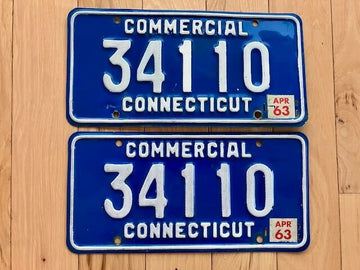 COMMERCIAL
34110
APR
63
CONNECTICUT
COMMERCIAL
34110
APR
63
CONNECTICUT